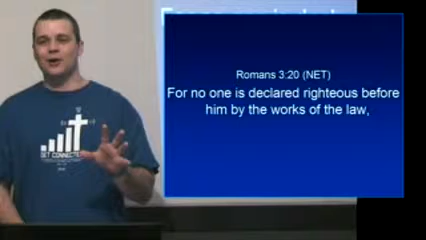 Romans 3:20 (NET)
For no one is declared righteous before
him by the works of the law,
GET CONNECTED